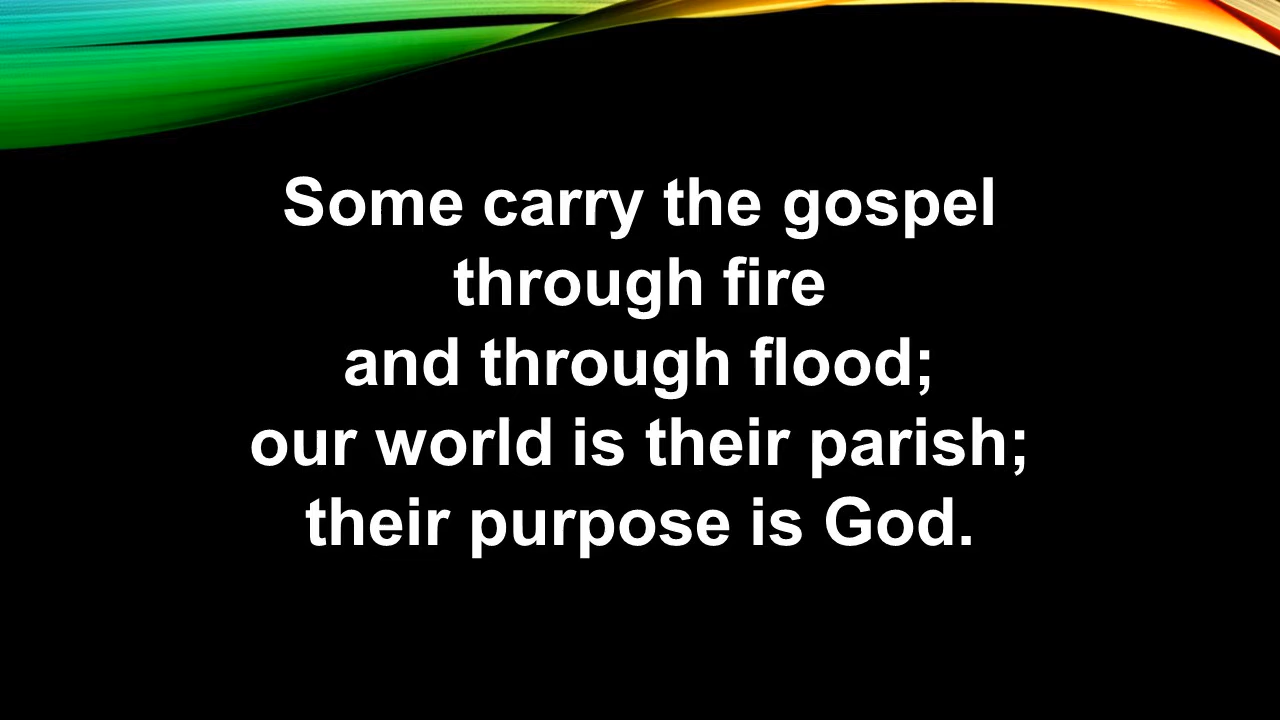 Some carry the gospel
through fire
and through flood;
our world is their parish;
their purpose is God.